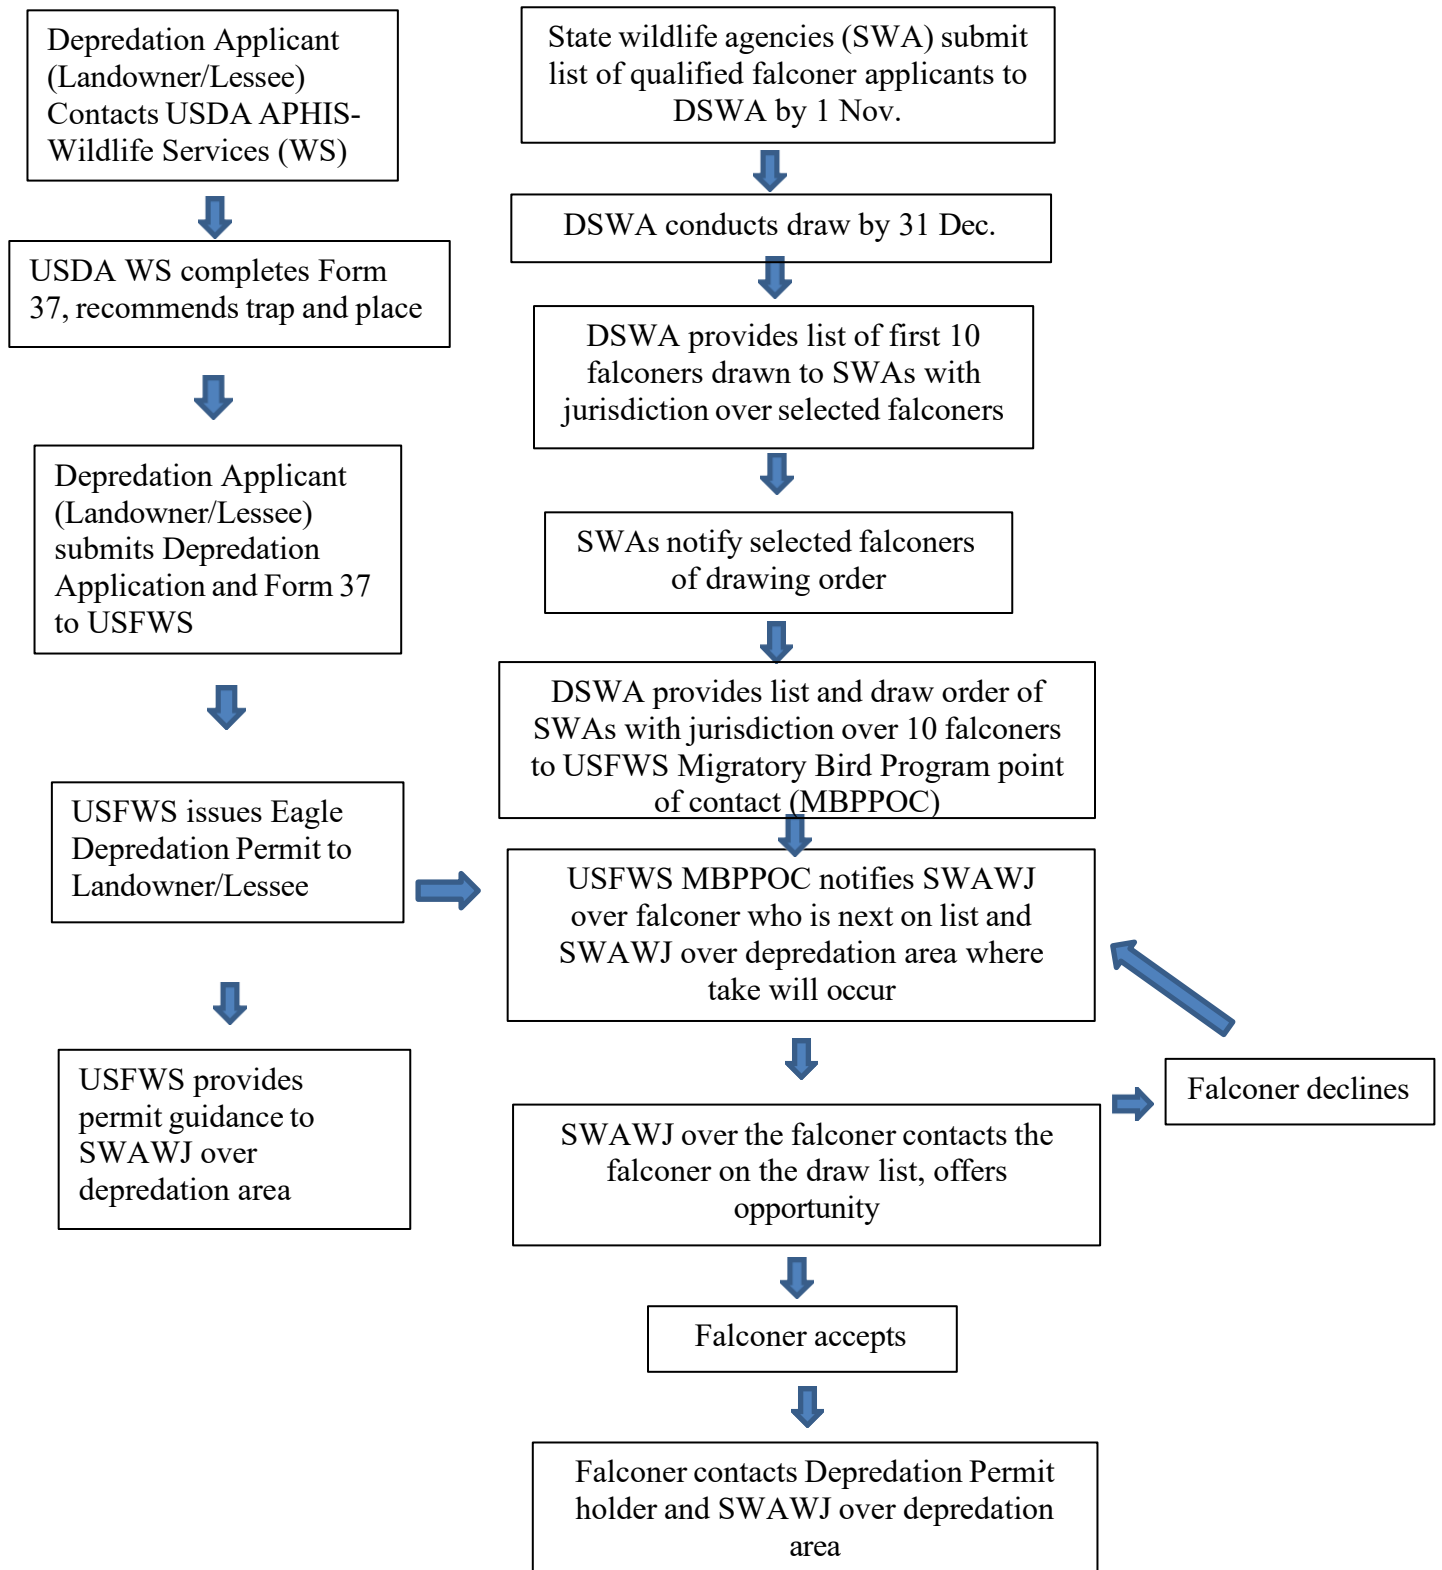 Depredation Applicant
(Landowner/Lessee)
Contacts USDA APHIS-
Wildlife Services (WS)
USDA WS completes Form
37, recommends trap and place
Depredation Applicant
(Landowner/Lessee)
submits Depredation
Application and Form 37
to USFWS
USFWS issues Eagle
Depredation Permit to
Landowner/Lessee
USFWS provides
permit guidance to
SWAWJ over
depredation area
State wildlife agencies (SWA) submit
list of qualified falconer applicants to
DSWA by 1 Nov.
DSWA conducts draw by 31 Dec.
DSWA provides list of first 10
falconers drawn to SWAs with
jurisdiction over selected falconers
SWAs notify selected falconers
of drawing order
DSWA provides list and draw order of
SWAs with jurisdiction over 10 falconers
to USFWS Migratory Bird Program point
of contact (MBPPOC)
USFWS MBPPOC notifies SWAWJ
over falconer who is next on list and
SWAWJ over depredation area where
take will occur
SWAWJ over the falconer contacts the
falconer on the draw list, offers
opportunity
Falconer declines
Falconer accepts
Falconer contacts Depredation Permit
holder and SWAWJ over depredation
area